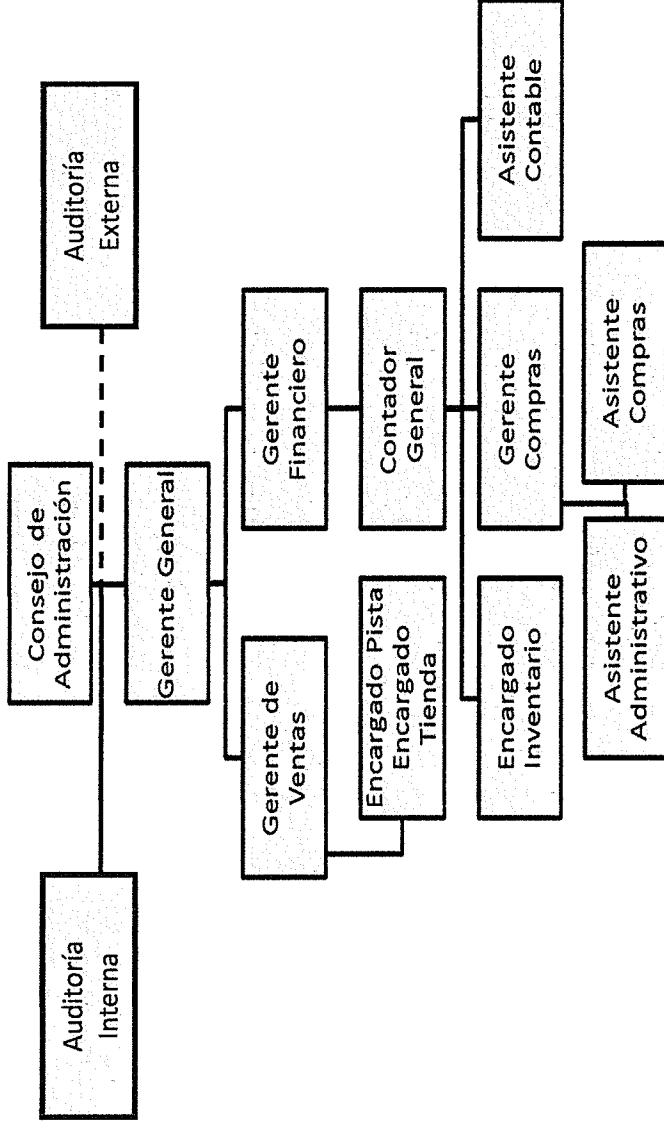 Consejo de
Administración
Auditoría
Interna
Auditoría
Externa
Gerente General
Gerente de
Ventas
Gerente
Financiero
Encargado Pista
Encargado
Tienda
Contador
General
Encargado
Inventario
Gerente
Compras
Asistente
Contable
Asistente
Administrativo
Asistente
Compras